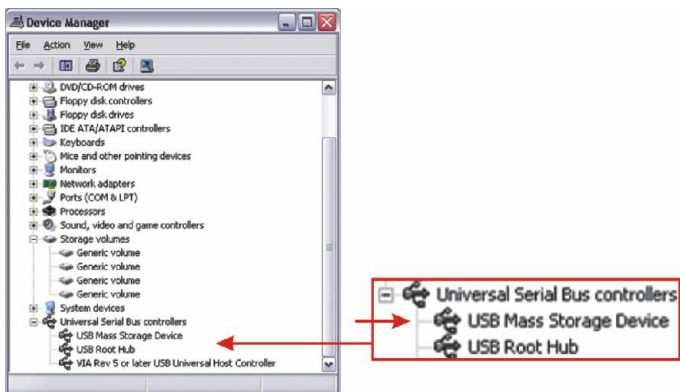 Device Manager
File Action View Help
DVD/CD-ROM drives
Floppy disk controllers
Floppy disk drives
IDE ATA/ATAPI controllers
Keyboards
Mice and other pointing devices
Monitors
Network adapters
Ports (COM & LPT)
Processors
Sound, video and game controllers
Storage volumes
Generic volume
Generic volume
Generic volume
Generic volume
System devices
Universal Serial Bus controllers
USB Mass Storage Device
USB Root Hub
VIA Rev 5 or later USB Universal Host Controller
Universal Serial Bus controllers
USB Mass Storage Device
USB Root Hub